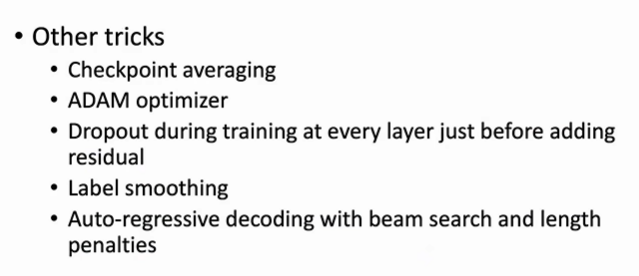 • Other tricks
• Checkpoint averaging
• ADAM optimizer
• Dropout during training at every layer just before adding
residual
• Label smoothing
• Auto-regressive decoding with beam search and length
penalties